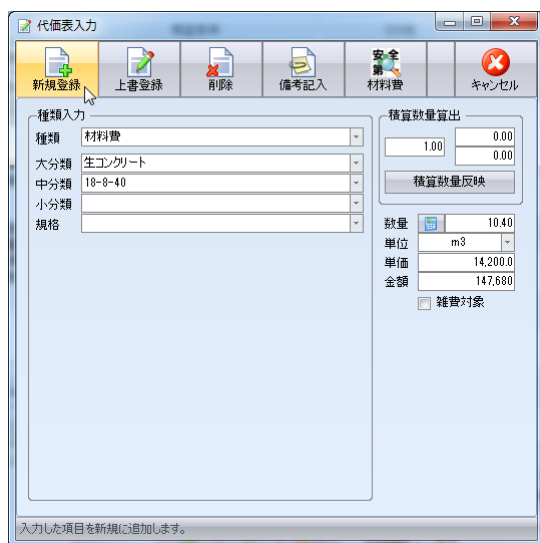 代価表入力
新規登録
上書登録
削除
備考記入
安全
第一
材料費
キャンセル
種類入力
種類 材料費
大分類 生コンクリート
中分類 18-8-40
小分類
規格
積算数量算出
1.00
0.00
0.00
積算数量反映
数量 10.40
単位 m3
単価 14,200.0
金額 147,680
雑費対象
入力した項目を新規に追加します。